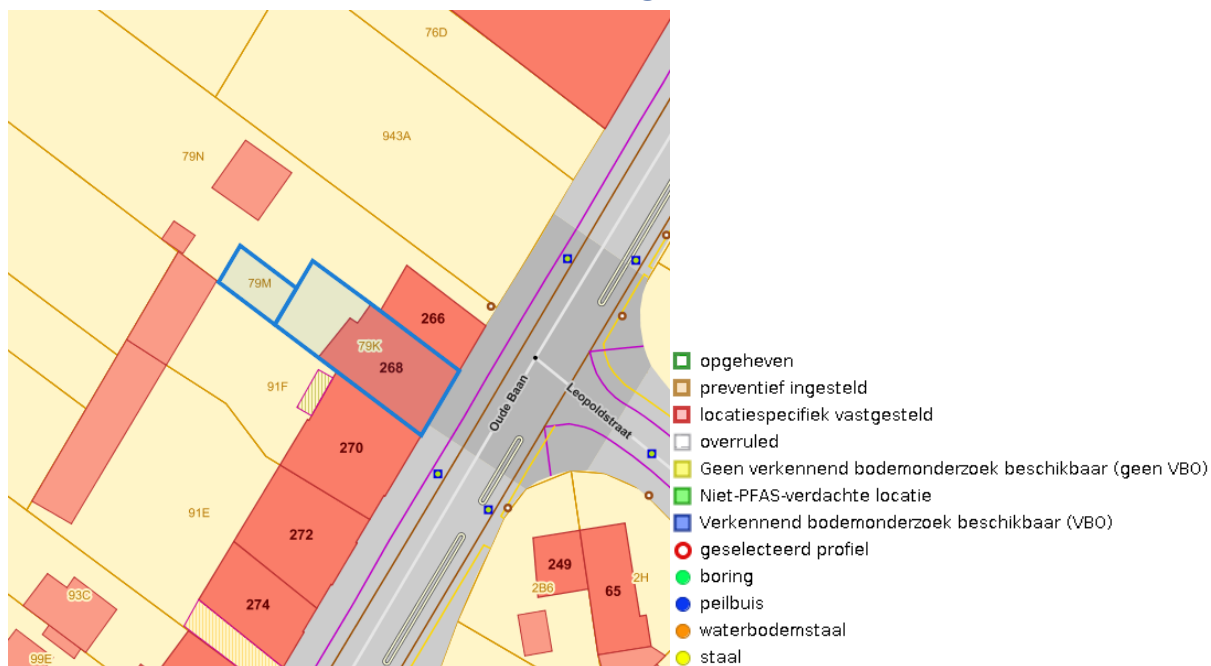 76D
943A
79N
79M
266
79K
268
91F
Oude Baan
Leopoldstraat
270
91E
272
249
2H
2B6
65
93C
274
99E
opgeheven
preventief ingesteld
locatiespecifiek vastgesteld
overruled
Geen verkennend bodemonderzoek beschikbaar (geen VBO)
Niet-PFAS-verdachte locatie
Verkennend bodemonderzoek beschikbaar (VBO)
geselecteerd profiel
boring
peilbuis
waterbodemstaal
staal